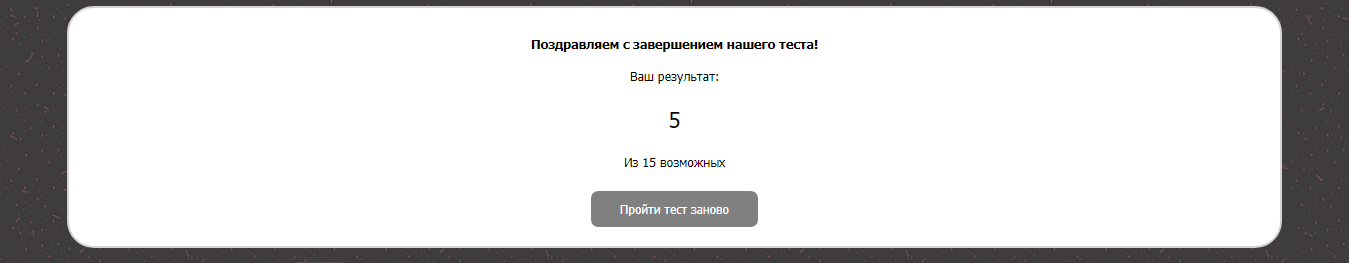 Поздравляем с завершением нашего теста!
Ваш результат:
5
Из 15 возможных
Пройти тест заново